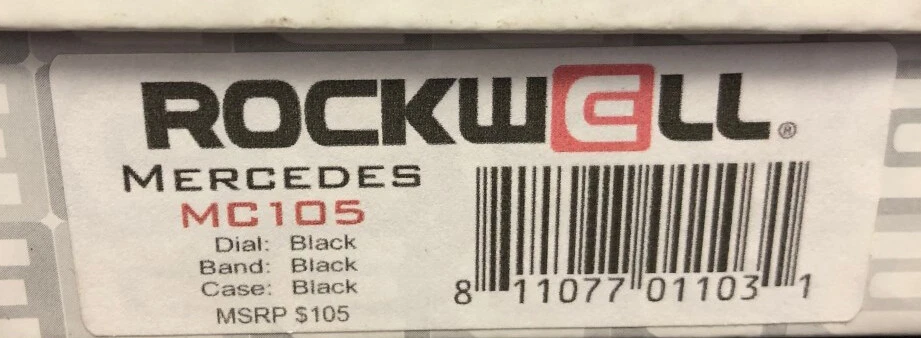 ROCKWELL®
MERCEDES
MC105
Dial: Black
Band: Black
Case: Black
MSRP $105
8 11077 01103 1